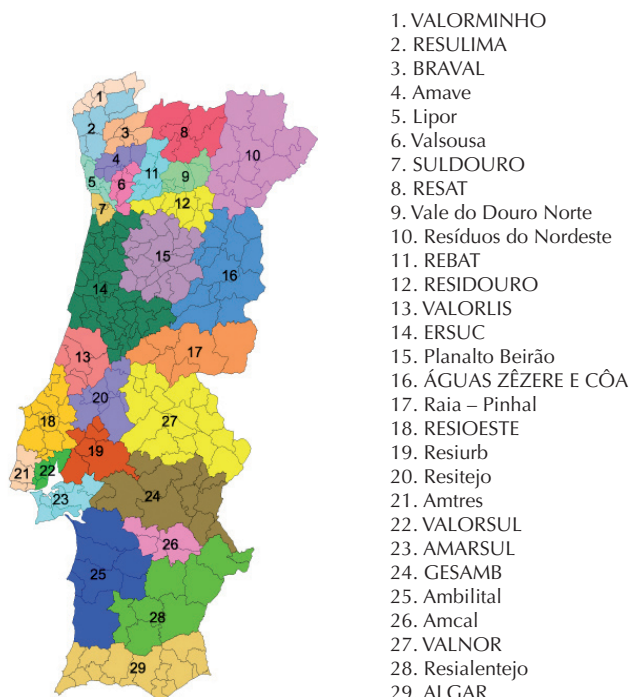 1. VALORMINHO
2. RESULIMA
3. BRAVAL
4. Amave
5. Lipor
6. Valsousa
7. SULDOURO
8. RESAT
9. Vale do Douro Norte
10. Resíduos do Nordeste
11. REBAT
12. RESIDOURO
13. VALORLIS
14. ERSUC
15. Planalto Beirão
16. ÁGUAS ZÊZERE E CÔA
17. Raia – Pinhal
18. RESIOESTE
19. Resiurb
20. Resitejo
21. Amtres
22. VALORSUL
23. AMARSUL
24. GESAMB
25. Ambilital
26. Amcal
27. VALNOR
28. Resialentejo
29. ALGAR
1
2
3
8
4
10
11
9
5
6
12
7
15
16
14
17
13
20
18
27
19
21
22
23
24
26
25
28
29